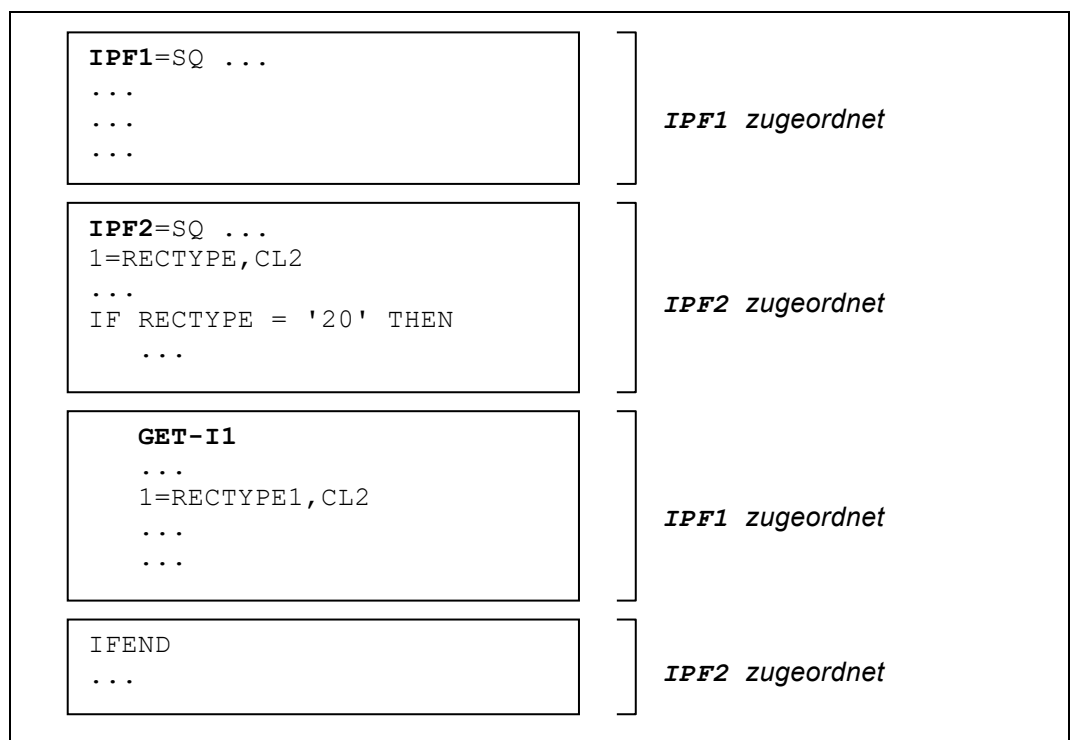 IPF1=SQ ...
...
...
...
IPF1 zugeordnet
IPF2=SQ ...
1=RECTYPE,CL2
...
IF RECTYPE = '20' THEN
...
IPF2 zugeordnet
GET-I1
...
1=RECTYPE1,CL2
...
...
IPF1 zugeordnet
IFEND
...
IPF2 zugeordnet